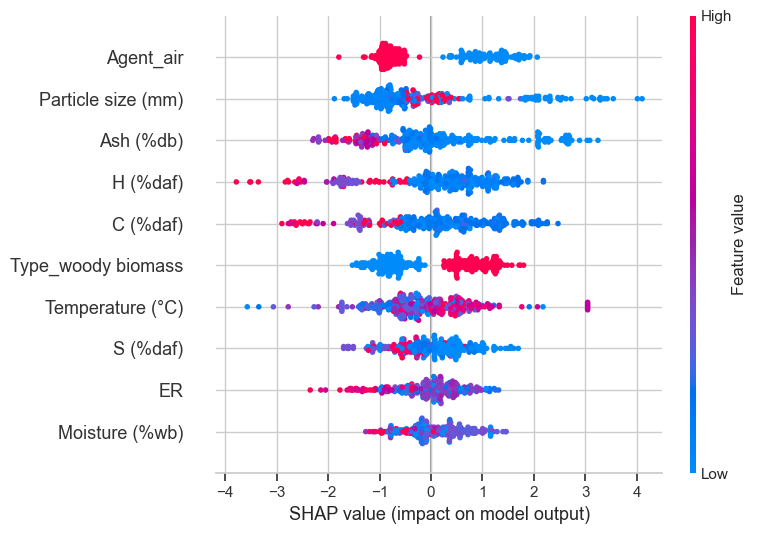 High
Agent_air
Particle size (mm)
Ash (%db)
H (%daf)
C (%daf)
Type_woody biomass
Temperature (°C)
S (%daf)
ER
Moisture (%wb)
Feature value
Low
−4 −3 −2 −1 0 1 2 3 4
SHAP value (impact on model output)